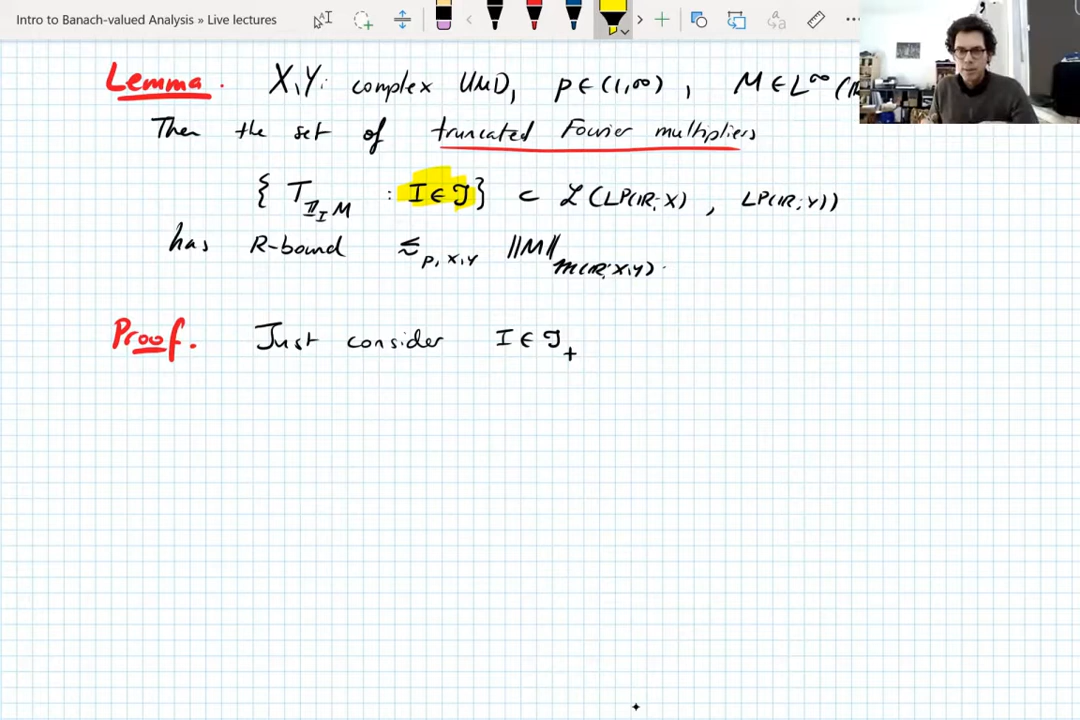 Intro to Banach-valued Analysis » Live lectures
Lemma. X,Y: complex UMD, p ∈ (1,∞), M ∈ L^∞(
Then the set of truncated Fourier multipliers
{ T_{𝟙_I M} : I ∈ 𝒥 } ⊂ ℒ(L^p(ℝ;X), L^p(ℝ;Y))
has R-bound ≲_{p,X,Y} ‖M‖_{𝔐(ℝ;X,Y)}.
Proof. Just consider I ∈ 𝒥_+